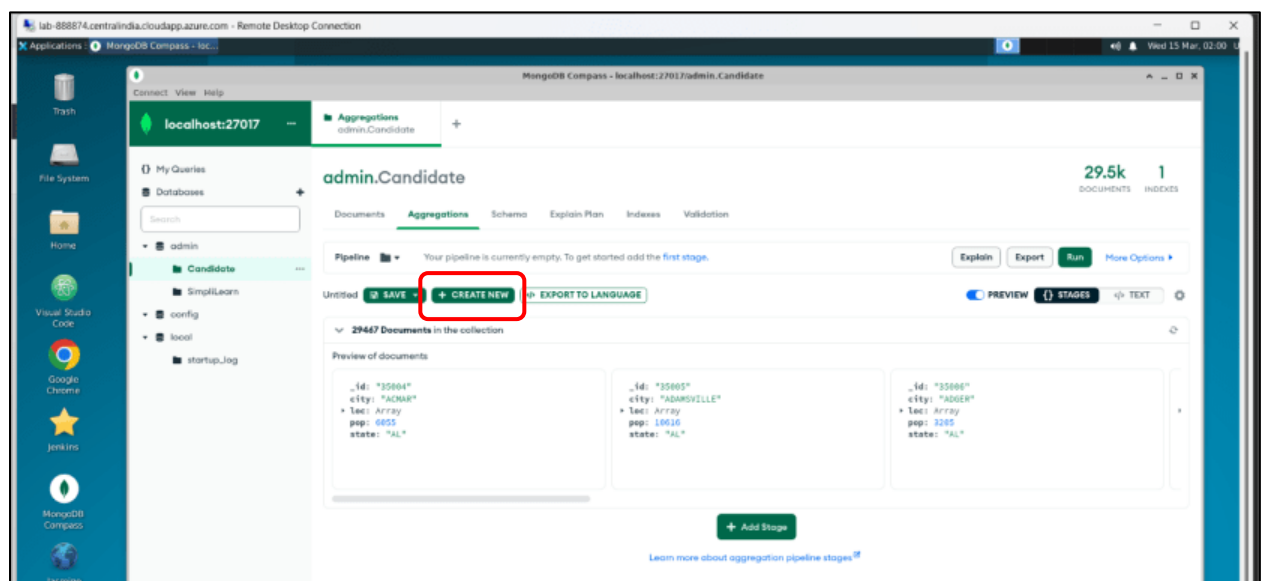 lab-888874.centralindia.cloudapp.azure.com - Remote Desktop Connection
Applications : MongoDB Compass - loc... Wed 15 Mar, 02:00 U
MongoDB Compass - localhost:27017/admin.Candidate
Connect View Help
Trash
File System
Home
Visual Studio
Code
Google
Chrome
Jenkins
MongoDB
Compass
localhost:27017 ...
{} My Queries
Databases +
Search
admin
Candidate ...
SimpliLearn
config
local
startup_log
Aggregations
admin.Candidate
+
admin.Candidate
29.5k 1
DOCUMENTS INDEXES
Documents Aggregations Schema Explain Plan Indexes Validation
Pipeline Your pipeline is currently empty. To get started add the first stage. Explain Export Run More Options
Untitled SAVE + CREATE NEW EXPORT TO LANGUAGE PREVIEW {} STAGES </> TEXT
29467 Documents in the collection
Preview of documents
_id: "35004"
city: "ACMAR"
loc: Array
pop: 6055
state: "AL"
_id: "35005"
city: "ADAMSVILLE"
loc: Array
pop: 10616
state: "AL"
_id: "35006"
city: "ADGER"
loc: Array
pop: 3205
state: "AL"
+ Add Stage
Learn more about aggregation pipeline stages